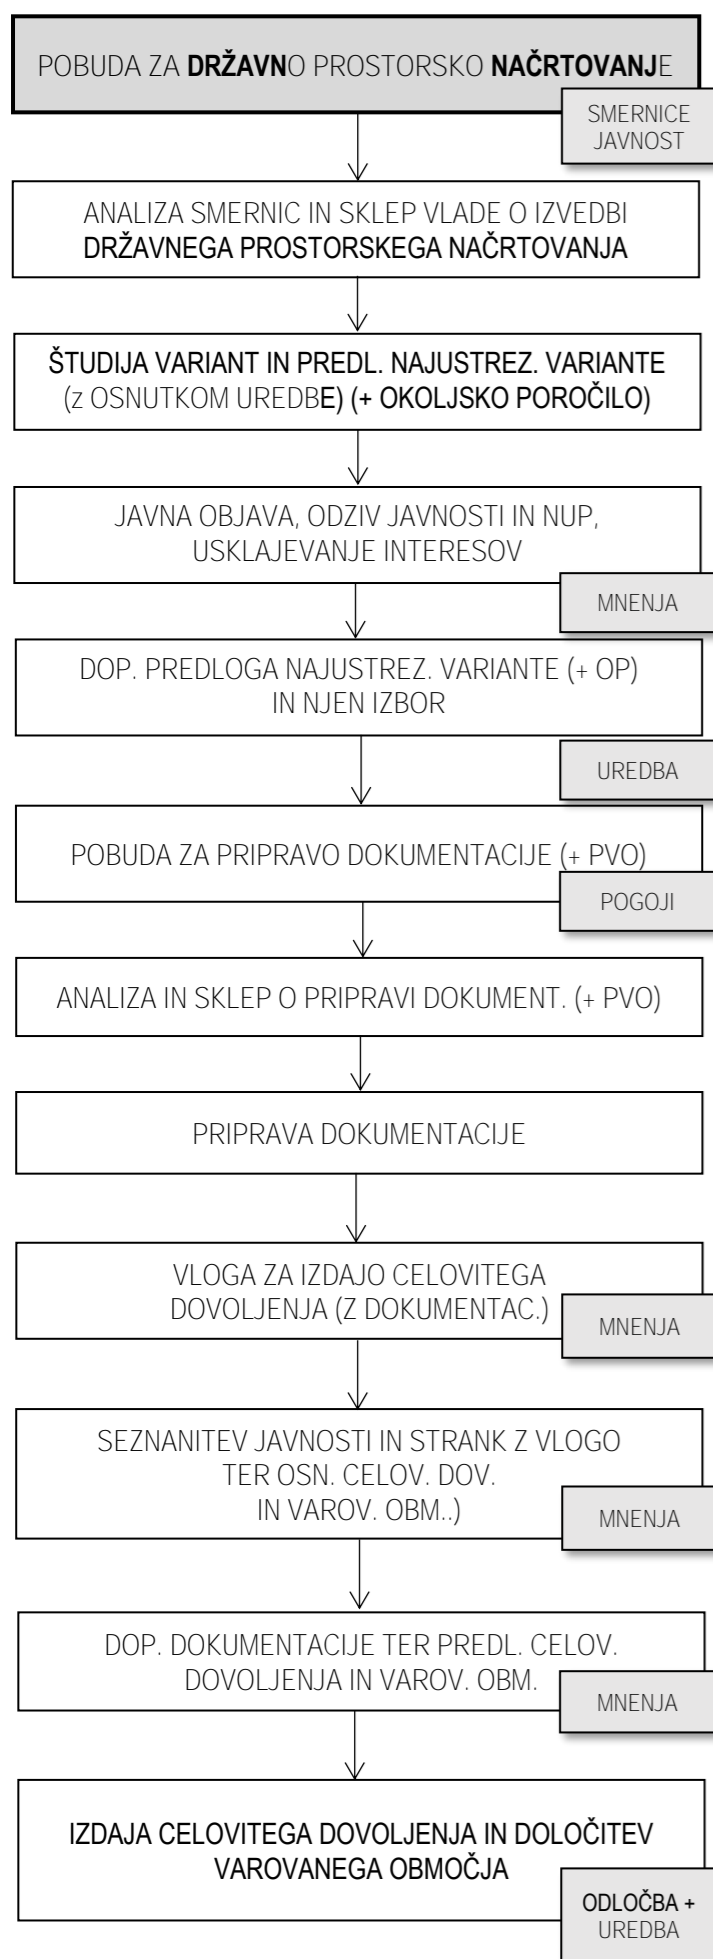 POBUDA ZA DRŽAVNO PROSTORSKO NAČRTOVANJE
SMERNICE
JAVNOST
ANALIZA SMERNIC IN SKLEP VLADE O IZVEDBI
DRŽAVNEGA PROSTORSKEGA NAČRTOVANJA
ŠTUDIJA VARIANT IN PREDL. NAJUSTREZ. VARIANTE
(z OSNUTKOM UREDBE) (+ OKOLJSKO POROČILO)
JAVNA OBJAVA, ODZIV JAVNOSTI IN NUP,
USKLAJEVANJE INTERESOV
MNENJA
DOP. PREDLOGA NAJUSTREZ. VARIANTE (+ OP)
IN NJEN IZBOR
UREDBA
POBUDA ZA PRIPRAVO DOKUMENTACIJE (+ PVO)
POGOJI
ANALIZA IN SKLEP O PRIPRAVI DOKUMENT. (+ PVO)
PRIPRAVA DOKUMENTACIJE
VLOGA ZA IZDAJO CELOVITEGA
DOVOLJENJA (Z DOKUMENTAC.)
MNENJA
SEZNANITEV JAVNOSTI IN STRANK Z VLOGO
TER OSN. CELOV. DOV.
IN VAROV. OBM..)
MNENJA
DOP. DOKUMENTACIJE TER PREDL. CELOV.
DOVOLJENJA IN VAROV. OBM.
MNENJA
IZDAJA CELOVITEGA DOVOLJENJA IN DOLOČITEV
VAROVANEGA OBMOČJA
ODLOČBA +
UREDBA